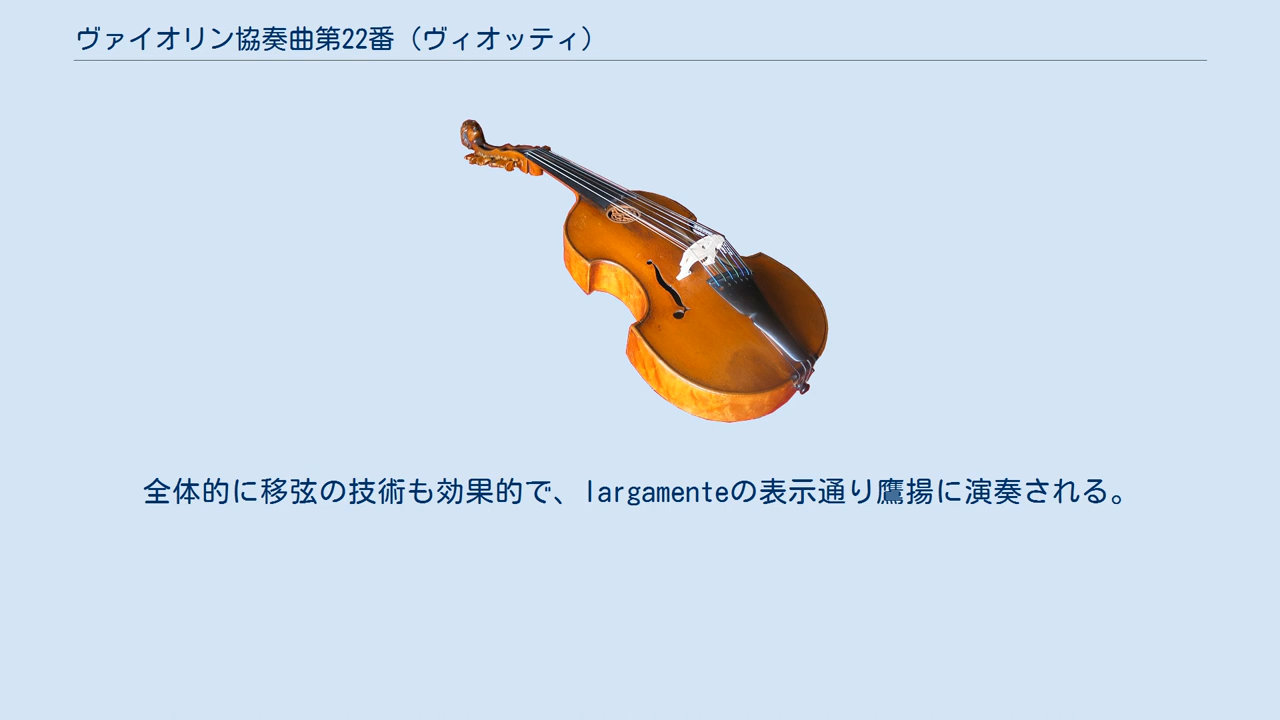 ヴァイオリン協奏曲第22番（ヴィオッティ）
全体的に移弦の技術も効果的で、largamenteの表示通り鷹揚に演奏される。